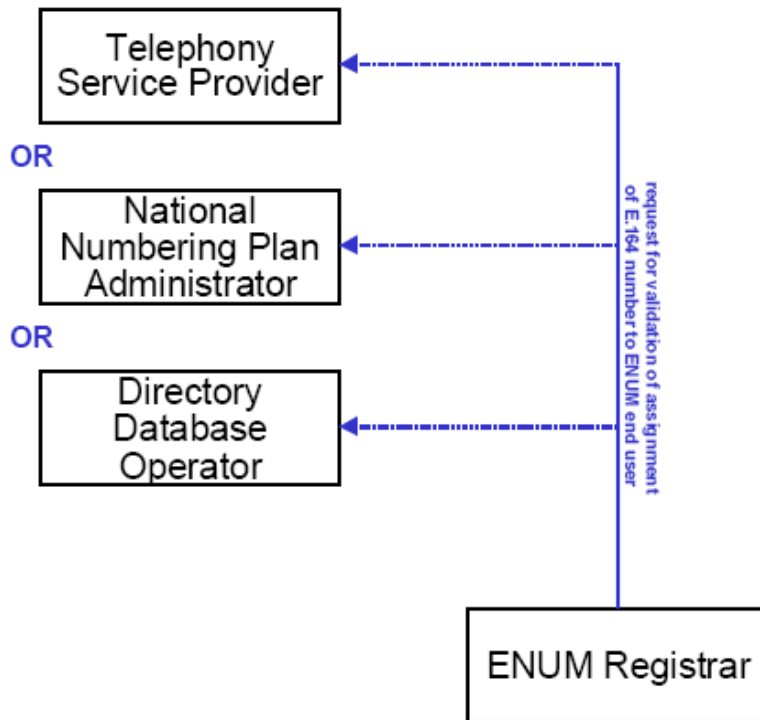 Telephony
Service Provider
OR
National
Numbering Plan
Administrator
OR
Directory
Database
Operator
request for validation of assignment
of E.164 number to ENUM end user
ENUM Registrar